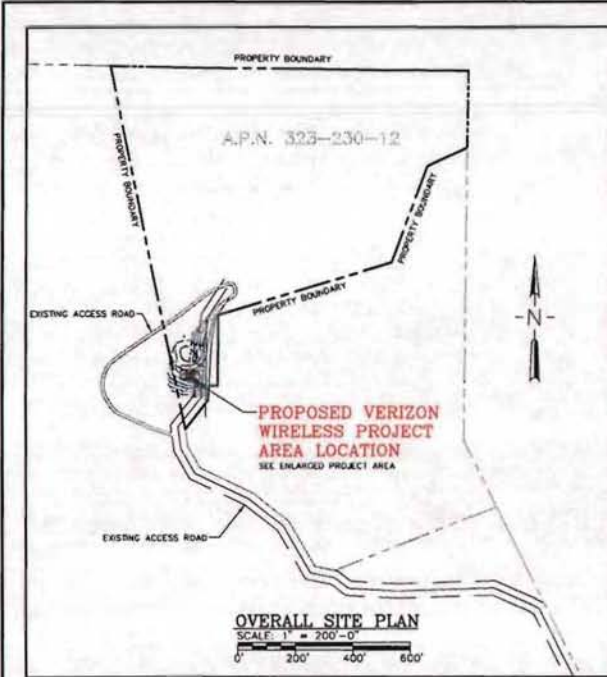 PROPERTY BOUNDARY
A.P.N. 323-230-12
PROPERTY BOUNDARY
PROPERTY BOUNDARY
PROPERTY BOUNDARY
EXISTING ACCESS ROAD
N
PROPOSED VERIZON
WIRELESS PROJECT
AREA LOCATION
SEE ENLARGED PROJECT AREA
EXISTING ACCESS ROAD
OVERALL SITE PLAN
SCALE: 1" = 200'-0"
0' 200' 400' 600'